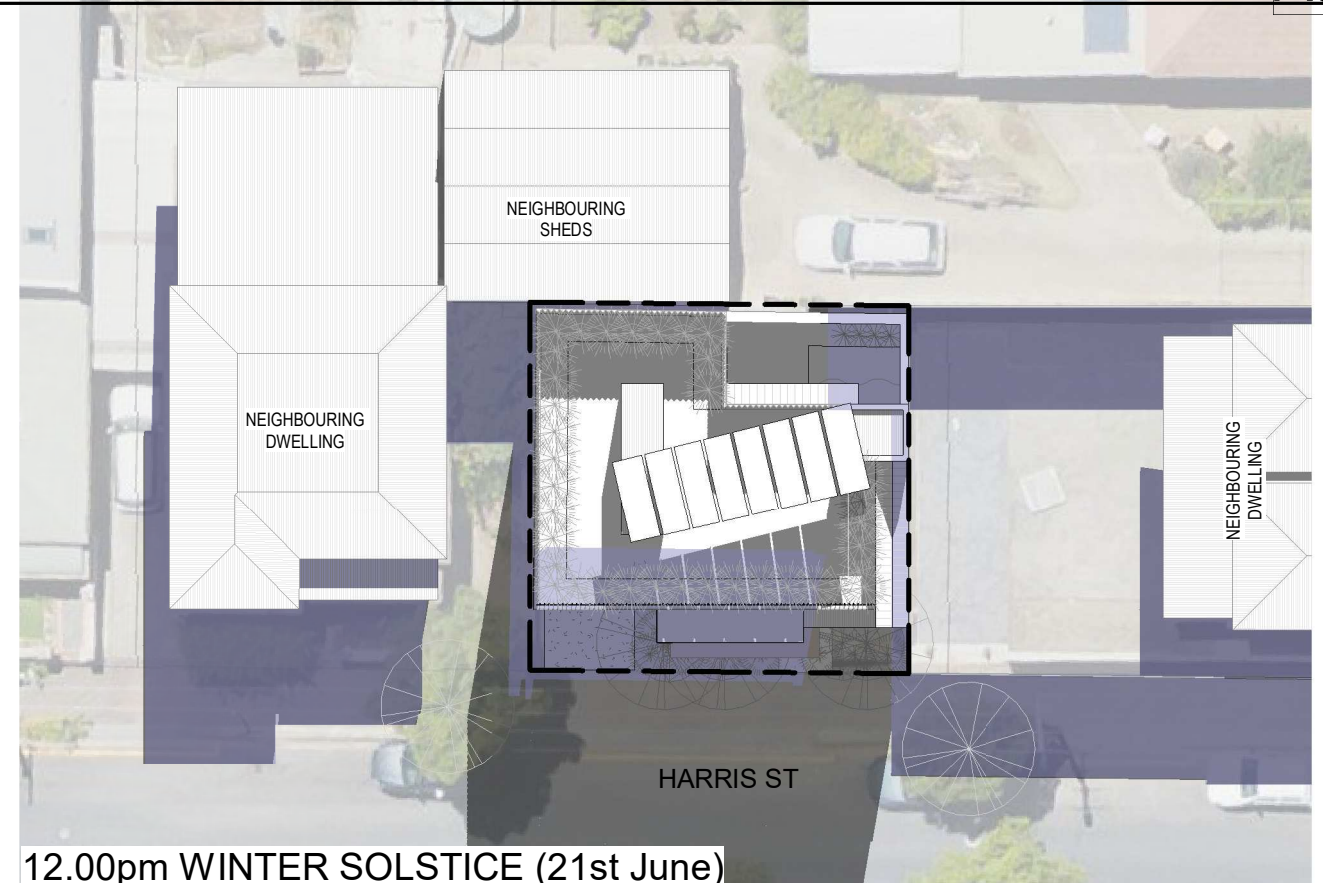 NEIGHBOURING
SHEDS
NEIGHBOURING
DWELLING
NEIGHBOURING
DWELLING
HARRIS ST
12.00pm WINTER SOLSTICE (21st June)